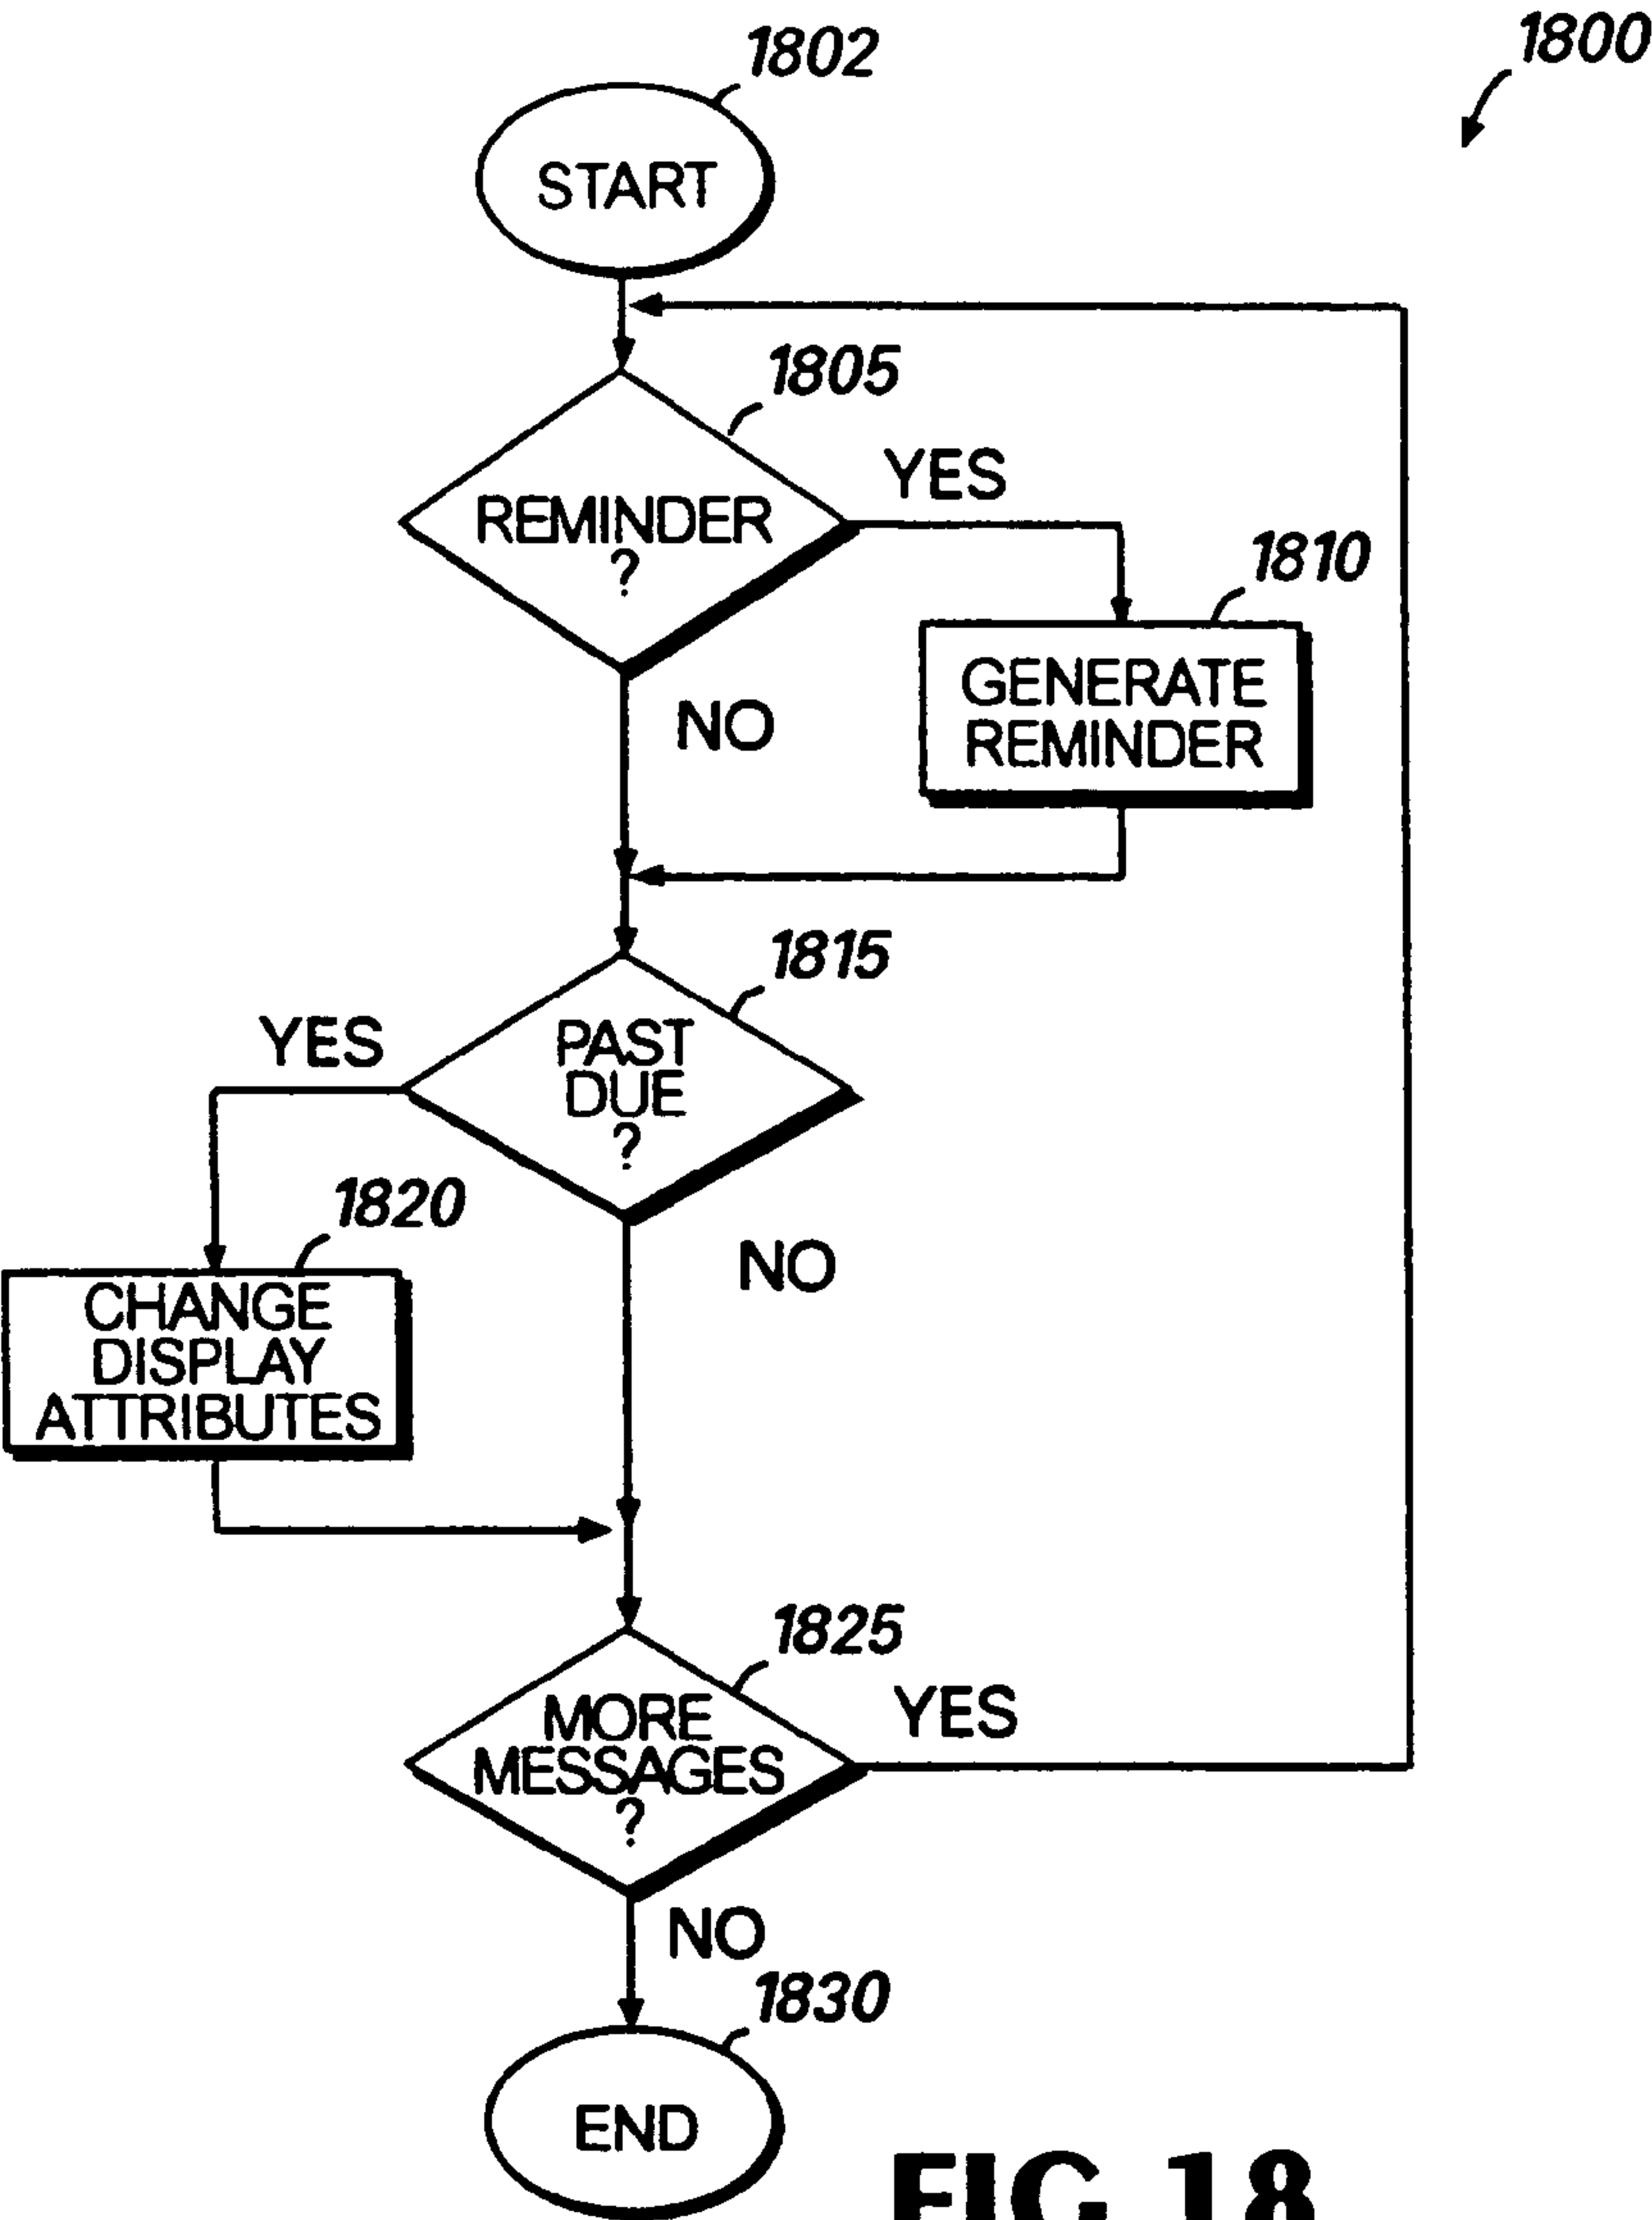 1802
1800
START
1805
YES
REMINDER
?
1810
GENERATE
REMINDER
NO
1815
YES
PAST
DUE
?
1820
NO
CHANGE
DISPLAY
ATTRIBUTES
1825
YES
MORE
MESSAGES
?
NO
1830
END
FIG 18